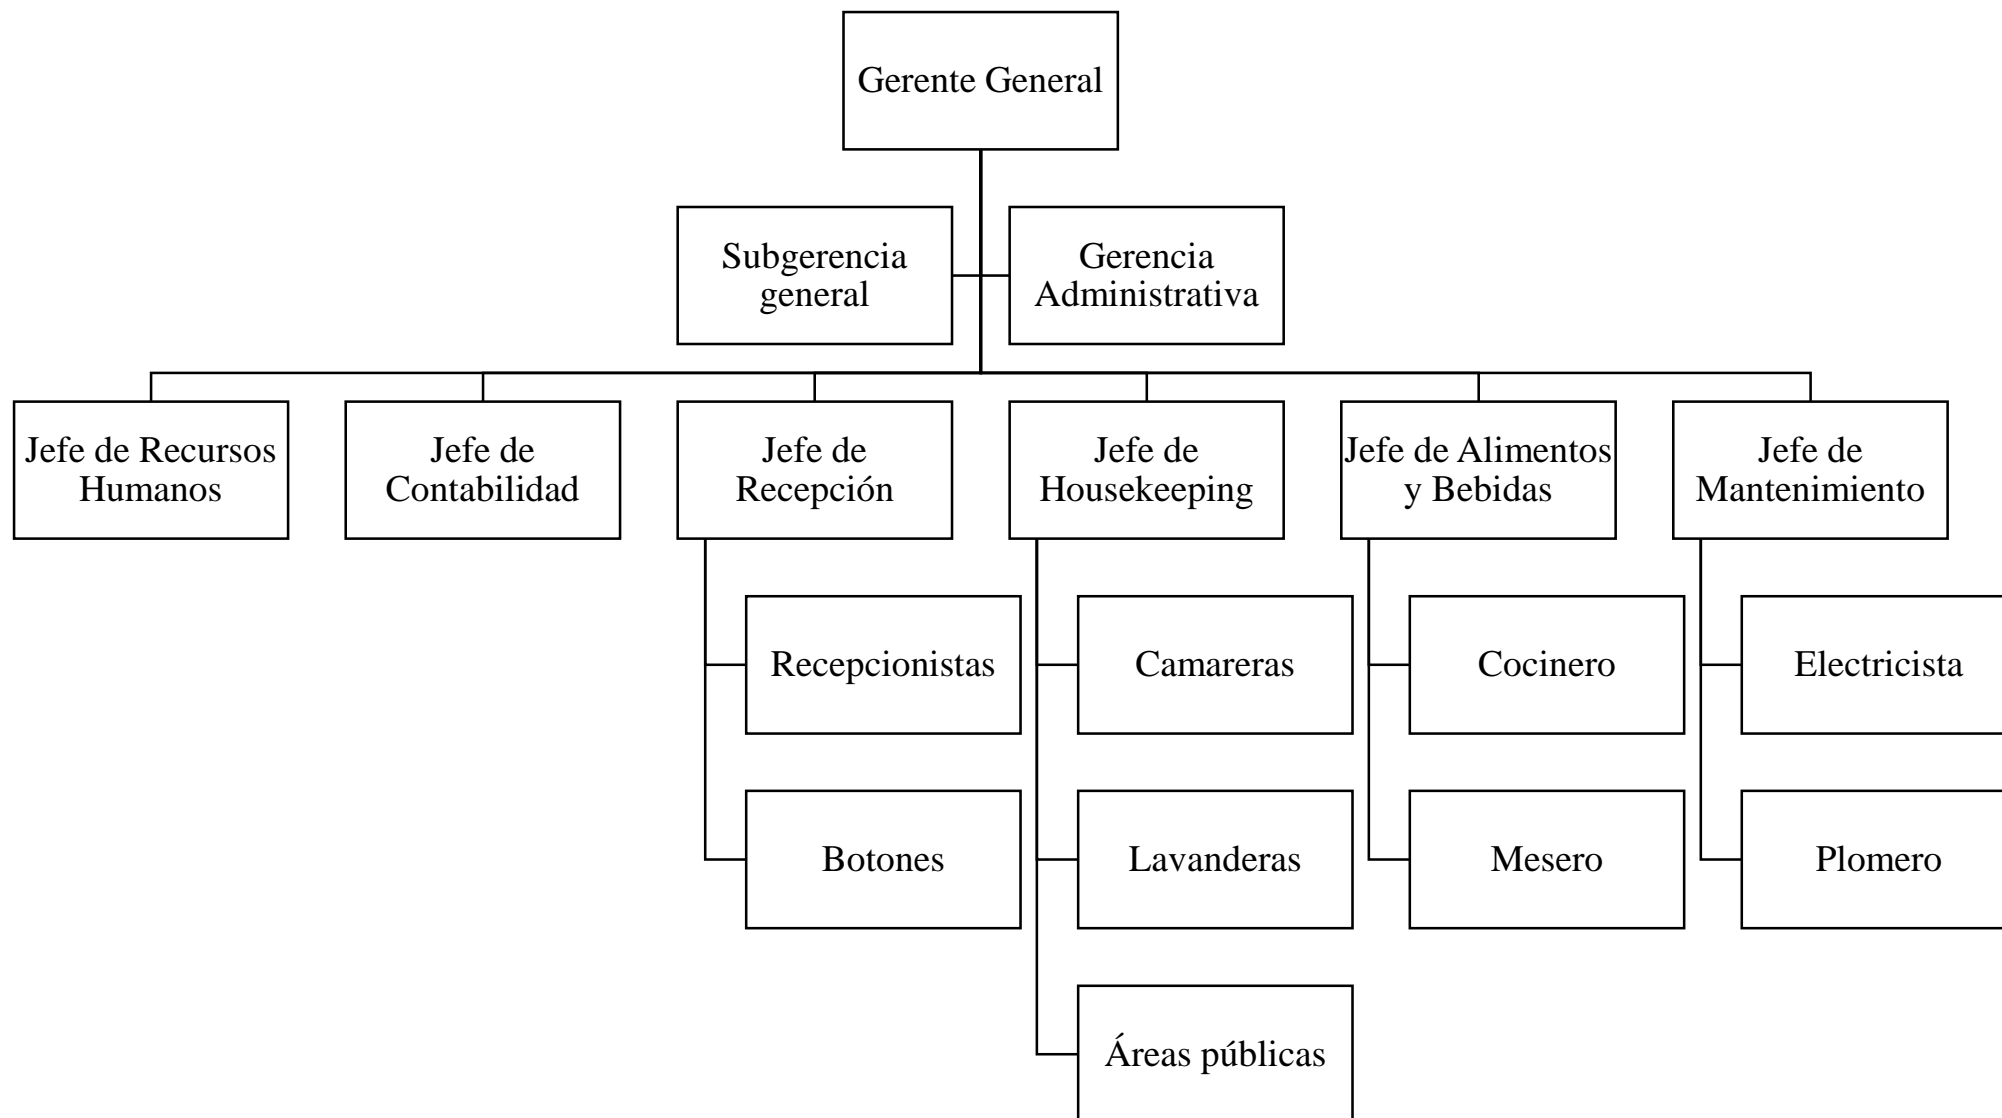 Gerente General
Subgerencia
general
Gerencia
Administrativa
Jefe de Recursos
Humanos
Jefe de
Contabilidad
Jefe de
Recepción
Jefe de
Housekeeping
Jefe de Alimentos
y Bebidas
Jefe de
Mantenimiento
Recepcionistas
Camareras
Cocinero
Electricista
Botones
Lavanderas
Mesero
Plomero
Áreas públicas